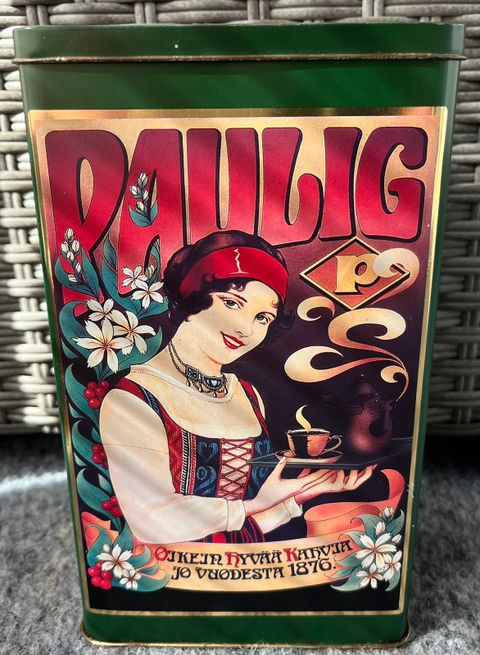 PAULIG
P
OIKEIN HYVÄÄ KAHVIA
JO VUODESTA 1876.